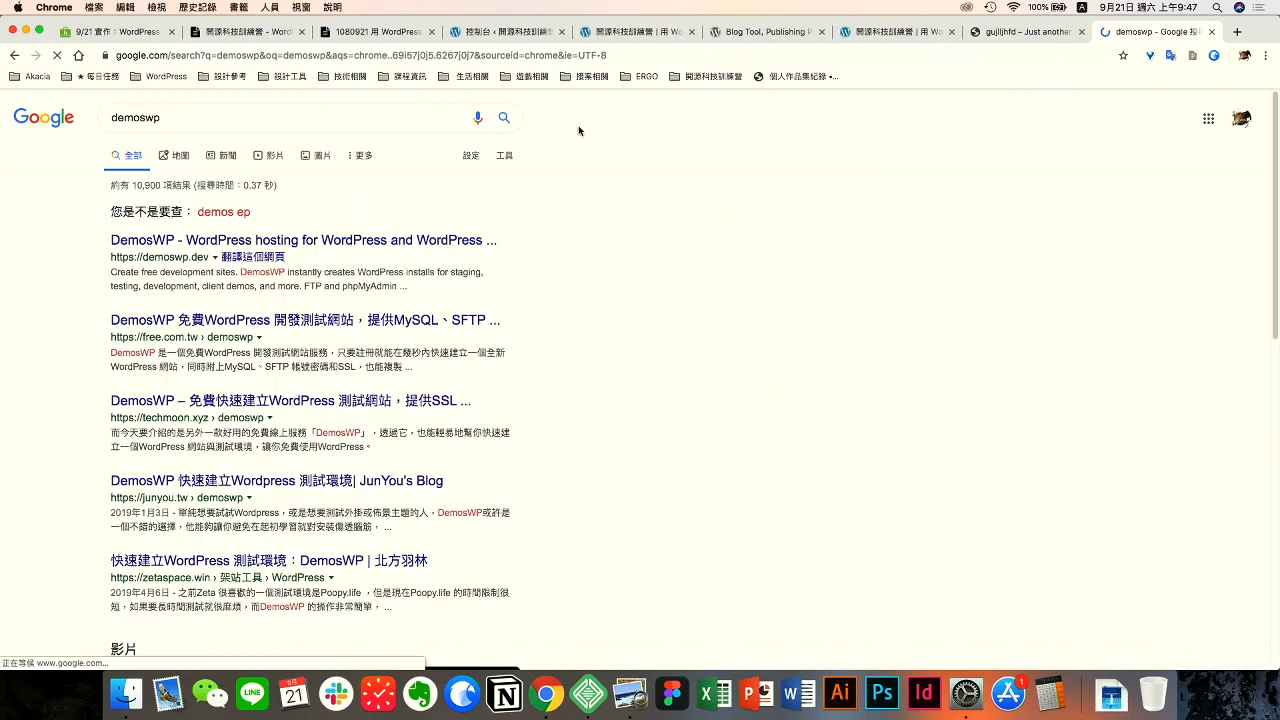 Chrome 檔案 編輯 檢視 歷史記錄 書籤 人員 視窗 說明 100% 9月21日 週六 上午9:47
9/21 實作：WordPress 開源科技訓練營 - Word 1080921 用 WordPress 控制台 ‹ 開源科技訓練 開源科技訓練營 | 用 Wo Blog Tool, Publishing P 開源科技訓練營 | 用 Wo guijljhfd – Just another demoswp - Google 搜
google.com/search?q=demoswp&oq=demoswp&aqs=chrome..69i57j0j5.6267j0j7&sourceid=chrome&ie=UTF-8
Akacia ★ 每日任務 WordPress 設計參考 設計工具 技術相關 課程資訊 生活相關 遊戲相關 接案相關 ERGO 開源科技訓練營 個人作品集紀錄 •...
Google demoswp
全部 地圖 新聞 影片 圖片 更多 設定 工具
約有 10,900 項結果 (搜尋時間：0.37 秒)
您是不是要查： demos ep
DemosWP - WordPress hosting for WordPress and WordPress ...
https://demoswp.dev 翻譯這個網頁
Create free development sites. DemosWP instantly creates WordPress installs for staging,
testing, development, client demos, and more. FTP and phpMyAdmin ...
DemosWP 免費WordPress 開發測試網站，提供MySQL、SFTP ...
https://free.com.tw › demoswp
DemosWP 是一個免費WordPress 開發測試網站服務，只要註冊就能在幾秒內快速建立一個全新
WordPress 網站，同時附上MySQL、SFTP 帳號密碼和SSL，也能複製 ...
DemosWP – 免費快速建立WordPress 測試網站，提供SSL ...
https://techmoon.xyz › demoswp
而今天要介紹的是另外一款好用的免費線上服務「DemosWP」，透過它，也能輕易地幫你快速建
立一個WordPress 網站與測試環境，讓你免費使用WordPress。
DemosWP 快速建立Wordpress 測試環境| JunYou's Blog
https://junyou.tw › demoswp
2019年1月3日 - 單純想要試試Wordpress，或是想要測試外掛或佈景主題的人，DemosWP或許是
一個不錯的選擇，他能夠讓你避免在起初學習就對安裝傷透腦筋， ...
快速建立WordPress 測試環境：DemosWP | 北方羽林
https://zetaspace.win › 架站工具 › WordPress
2019年4月6日 - 之前Zeta 很喜歡的一個測試環境是Poopy.life ，但是現在Poopy.life 的時間限制很
短，如果要長時間測試就很麻煩，而DemosWP 的操作非常簡單， ...
影片
正在等候 www.google.com...
LINE 9月 21 N X P W Ai Ps Id 1